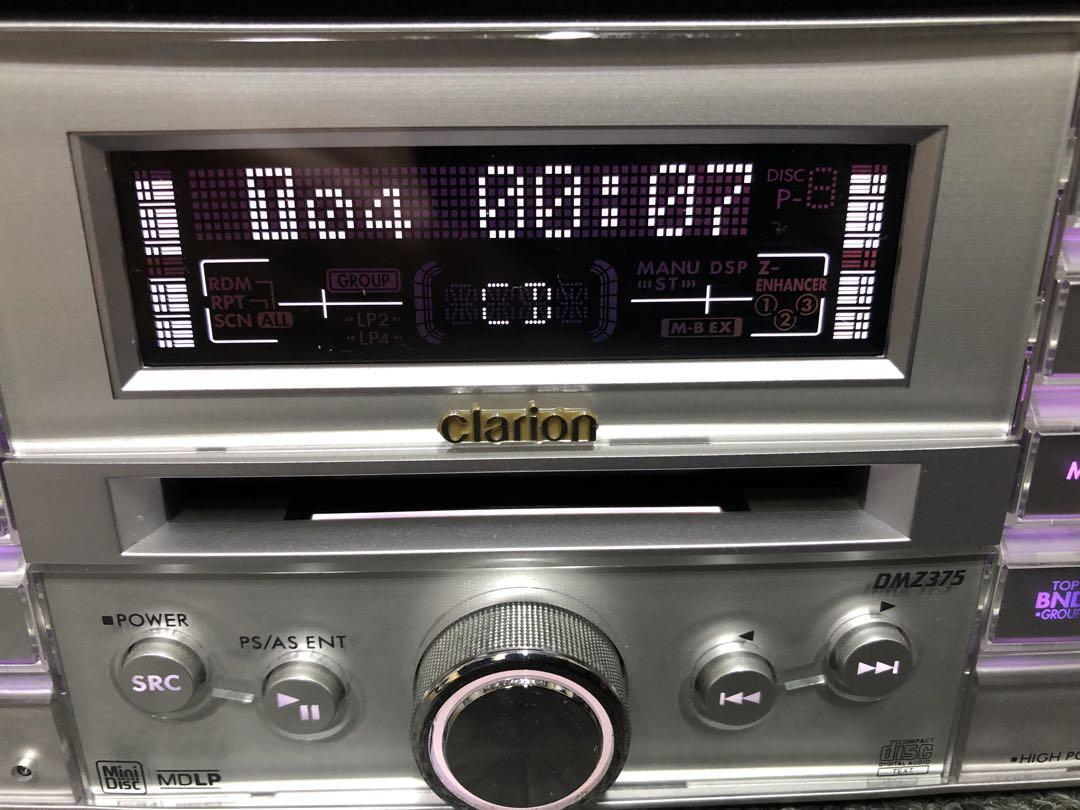 04 00:07
DISC
P-
RDM
RPT
SCN ALL
GROUP
LP2
LP4
CD
MANU DSP
ST
M-B EX
Z-
ENHANCER
1 2 3
clarion
DMZ375
■POWER
SRC
PS/AS ENT
Mini
Disc
MDLP
COMPACT
disc
DIGITAL AUDIO
TEXT
TOP
BND
■GROUP
M
■HIGH PO